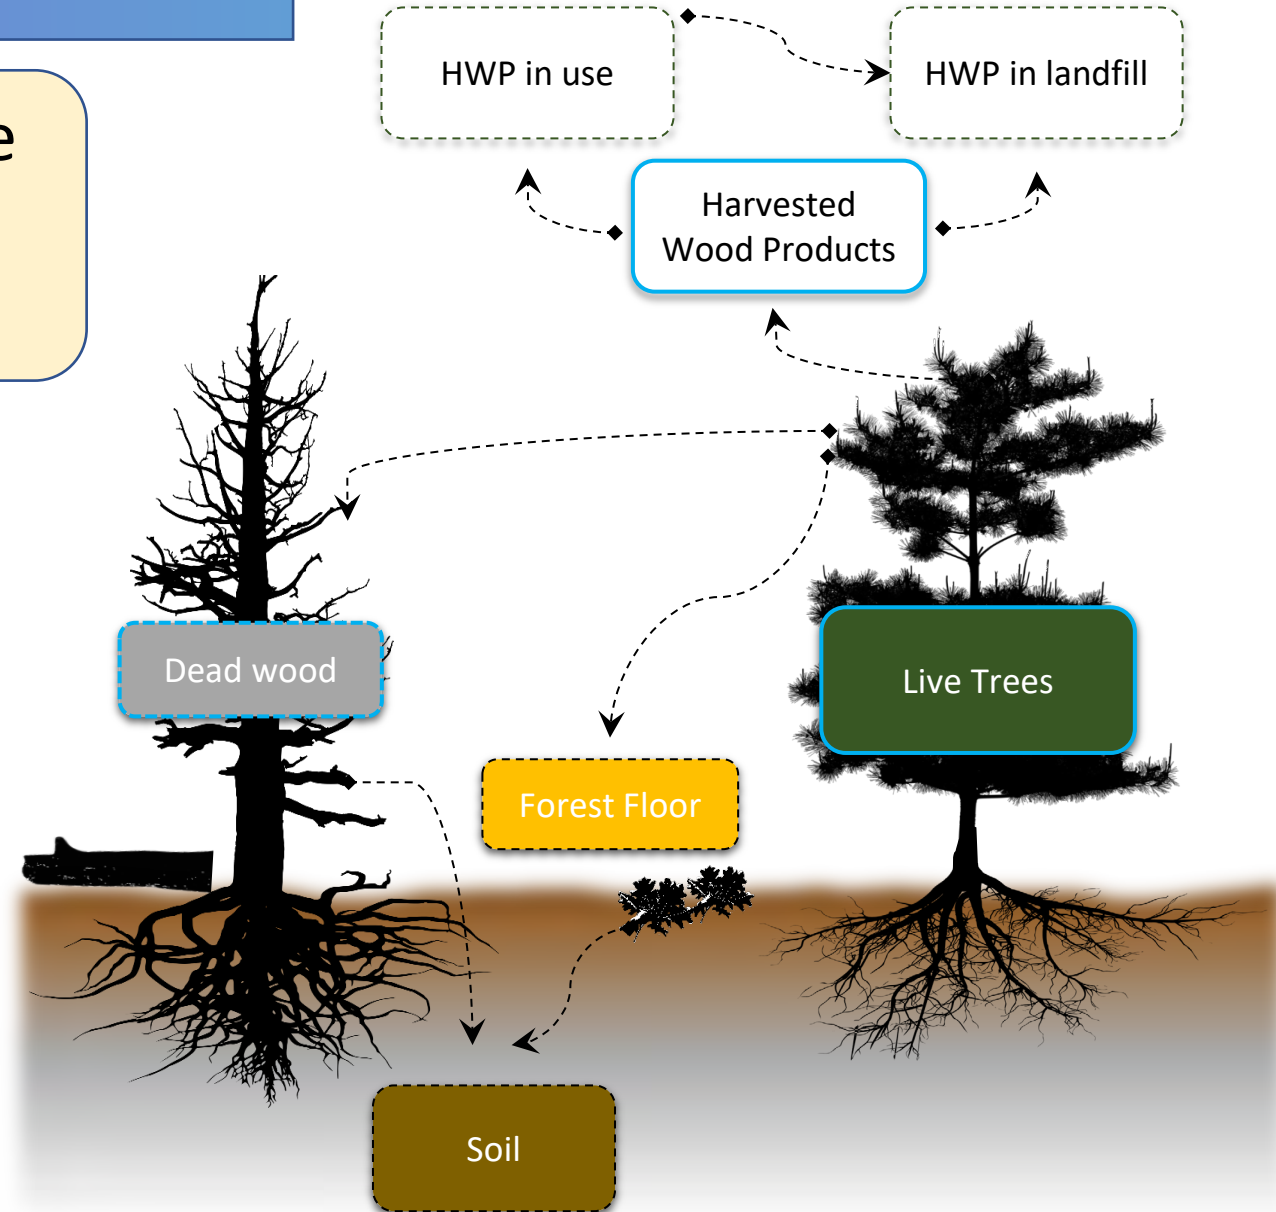 e
HWP in use
HWP in landfill
Harvested
Wood Products
Dead wood
Live Trees
Forest Floor
Soil